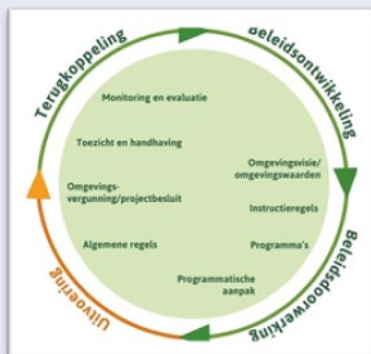 Terugkoppeling
Beleidsontwikkeling
Monitoring en evaluatie
Toezicht en handhaving
Omgevingsvisie/
omgevingswaarden
Omgevings-
vergunning/projectbesluit
Instructieregels
Algemene regels
Programma's
Programmatische
aanpak
Uitvoering
Beleidsdoorwerking